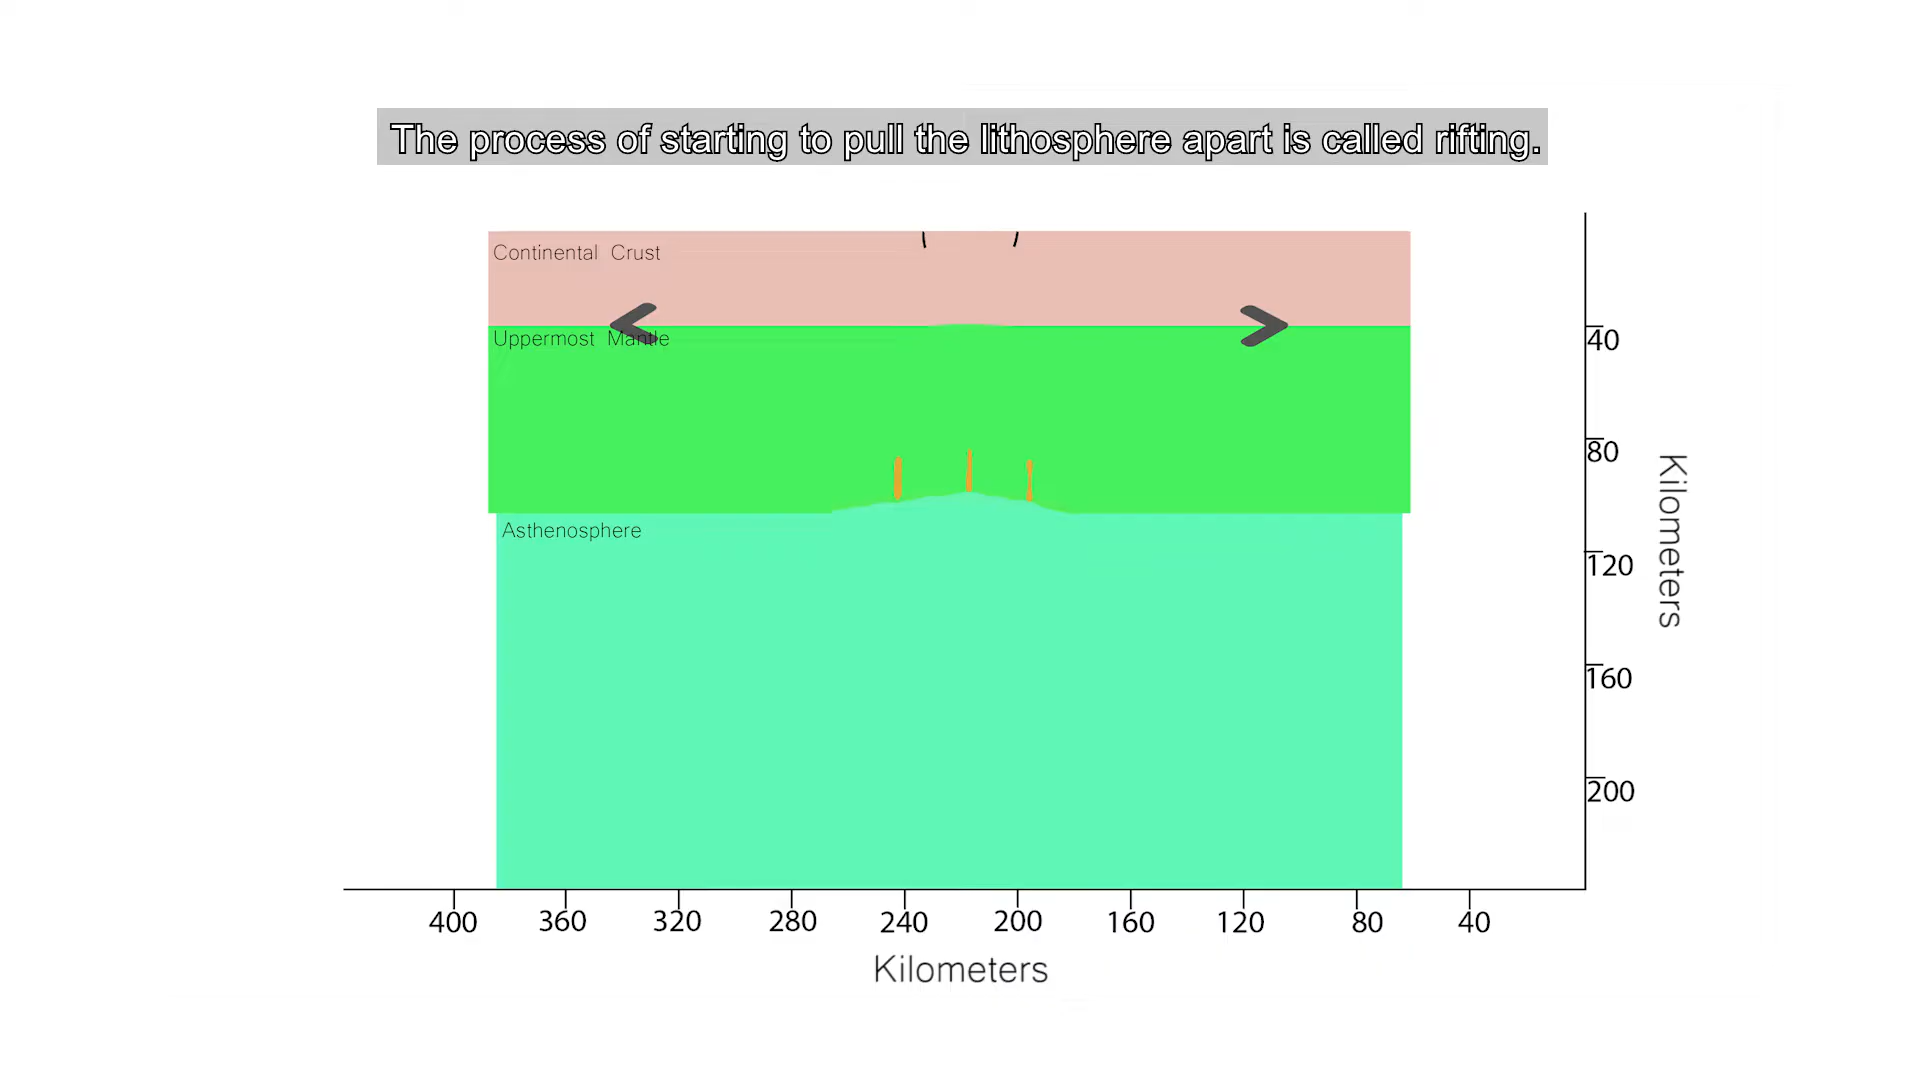 The process of starting to pull the lithosphere apart is called rifting.
Continental Crust
Uppermost Mantle
Asthenosphere
40
80
120
160
200
Kilometers
400 360 320 280 240 200 160 120 80 40
Kilometers